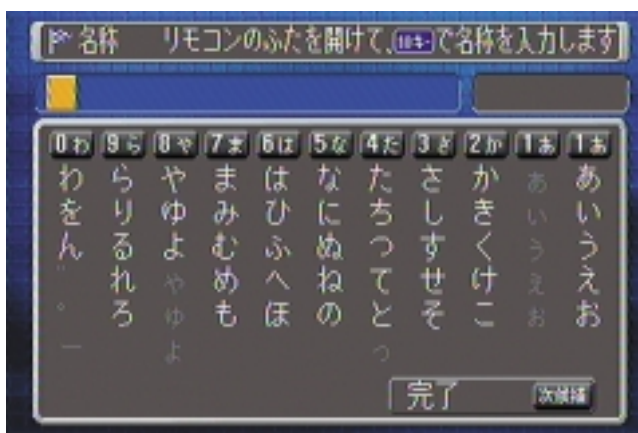 名称 リモコンのふたを開けて、10キーで名称を入力します
0わ 9ら 8や 7ま 6は 5な 4た 3さ 2か 1あ 1あ
あいうえお
ぁぃぅぇぉ
かきくけこ
さしすせそ
たちつてとっ
なにぬねの
はひふへほ
まみむめも
やゆよゃゅょ
らりるれろ
わをん゛゜ー
完了 次候補